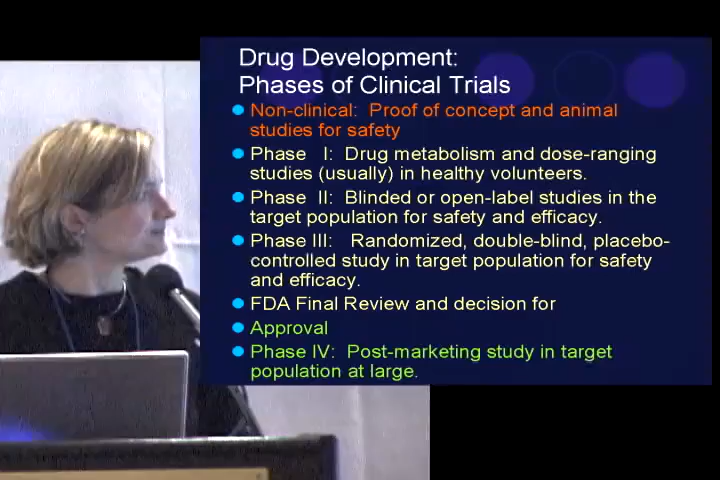 Drug Development:
Phases of Clinical Trials
Non-clinical: Proof of concept and animal
studies for safety
Phase I: Drug metabolism and dose-ranging
studies (usually) in healthy volunteers.
Phase II: Blinded or open-label studies in the
target population for safety and efficacy.
Phase III: Randomized, double-blind, placebo-
controlled study in target population for safety
and efficacy.
FDA Final Review and decision for
Approval
Phase IV: Post-marketing study in target
population at large.